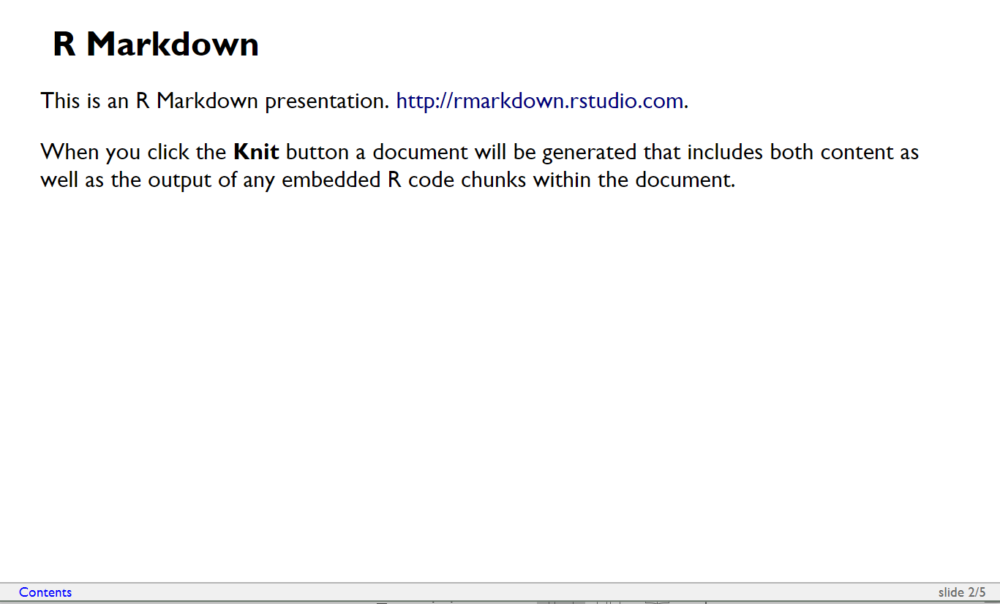 R Markdown
This is an R Markdown presentation. http://rmarkdown.rstudio.com.
When you click the Knit button a document will be generated that includes both content as
well as the output of any embedded R code chunks within the document.
Contents
slide 2/5